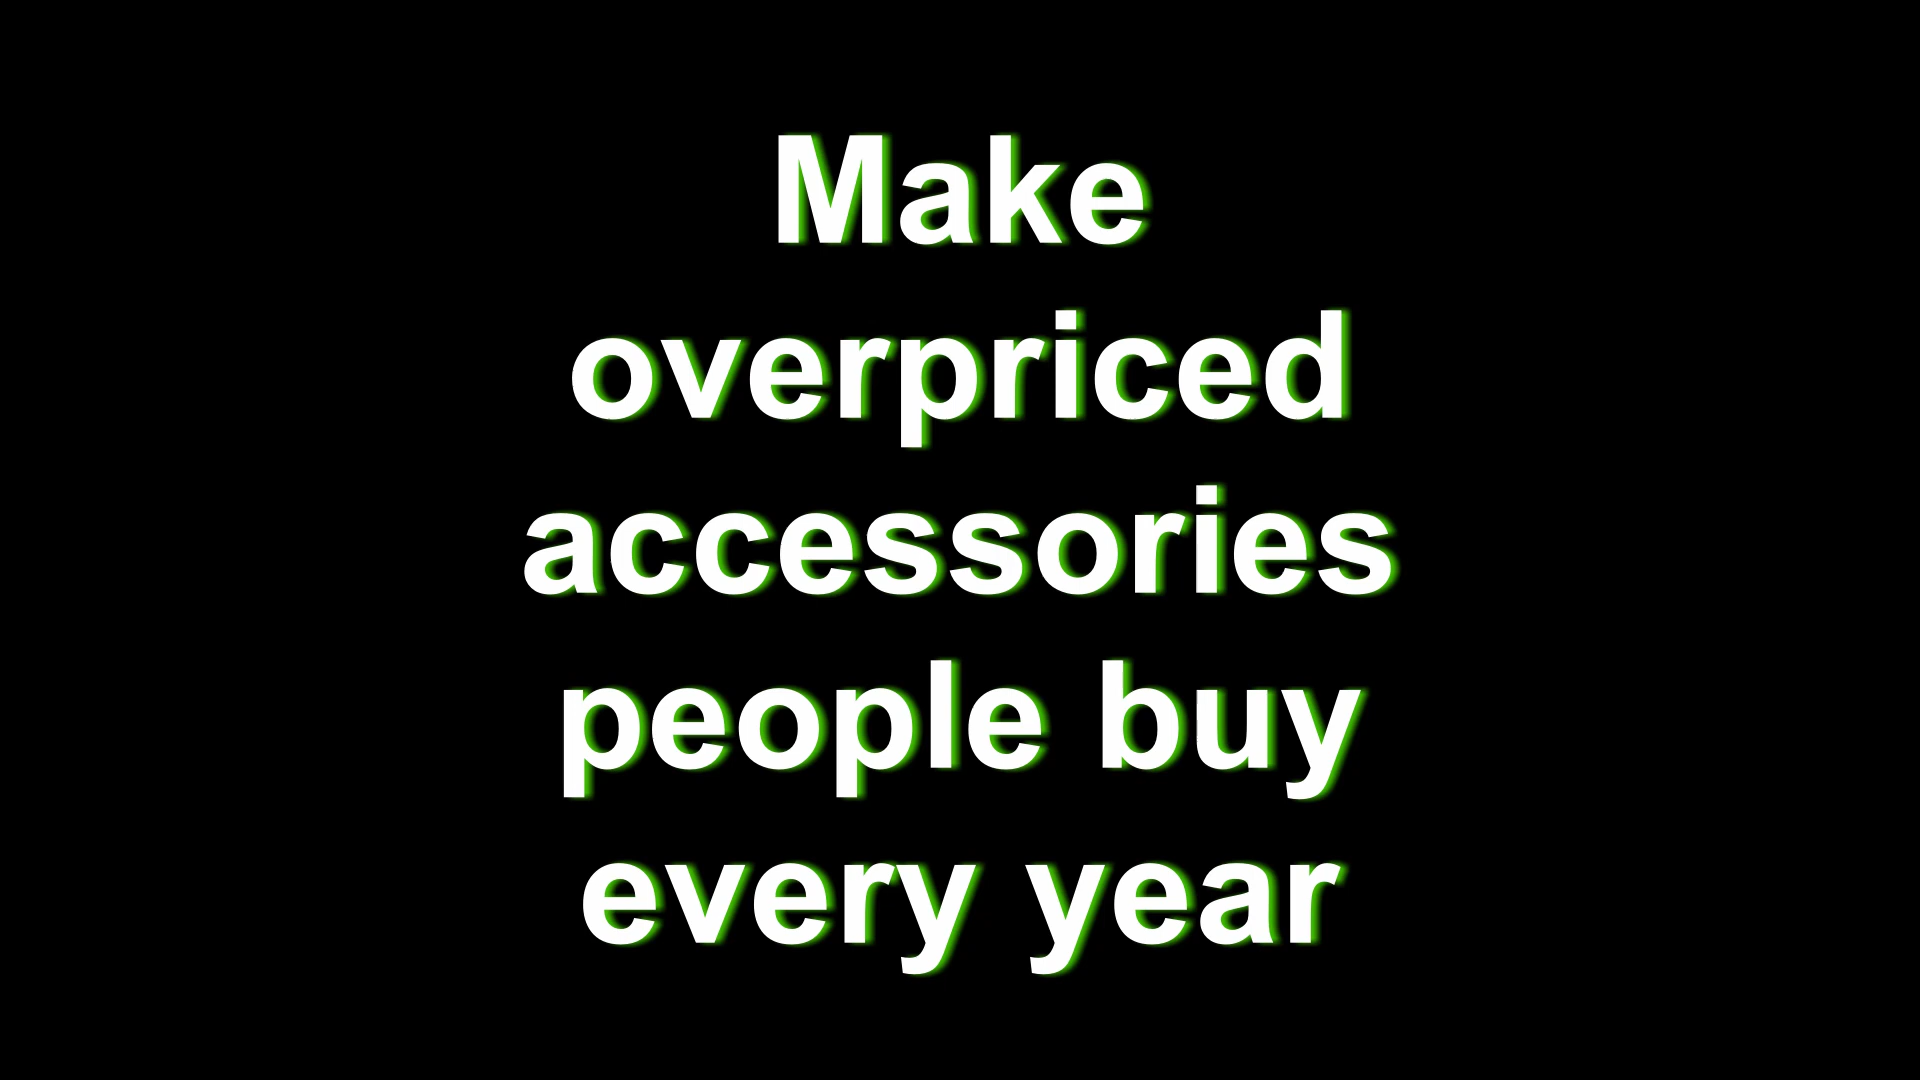 Make
overpriced
accessories
people buy
every year